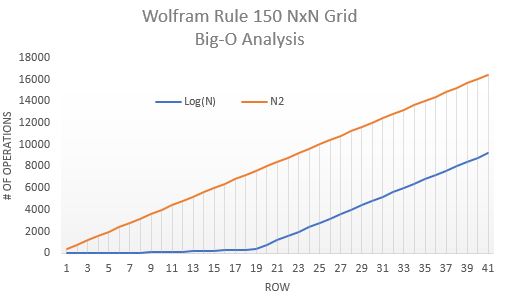 Wolfram Rule 150 NxN Grid
Big-O Analysis
Log(N) N2
# OF OPERATIONS
18000
16000
14000
12000
10000
8000
6000
4000
2000
0
1 3 5 7 9 11 13 15 17 19 21 23 25 27 29 31 33 35 37 39 41
ROW